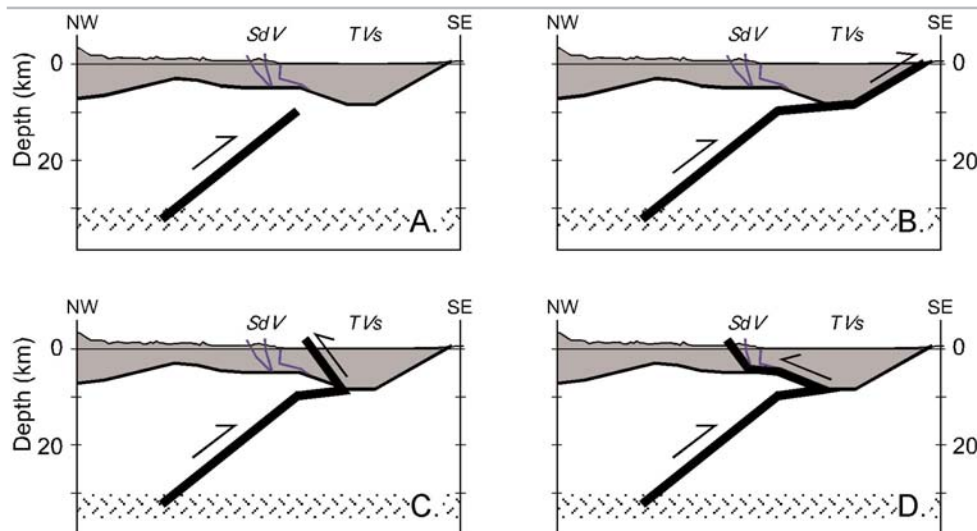 NW SdV TVs SE
0
Depth (km)
20
A.
NW SdV TVs SE
0
20
B.
NW SdV TVs SE
0
Depth (km)
20
C.
NW SdV TVs SE
0
20
D.